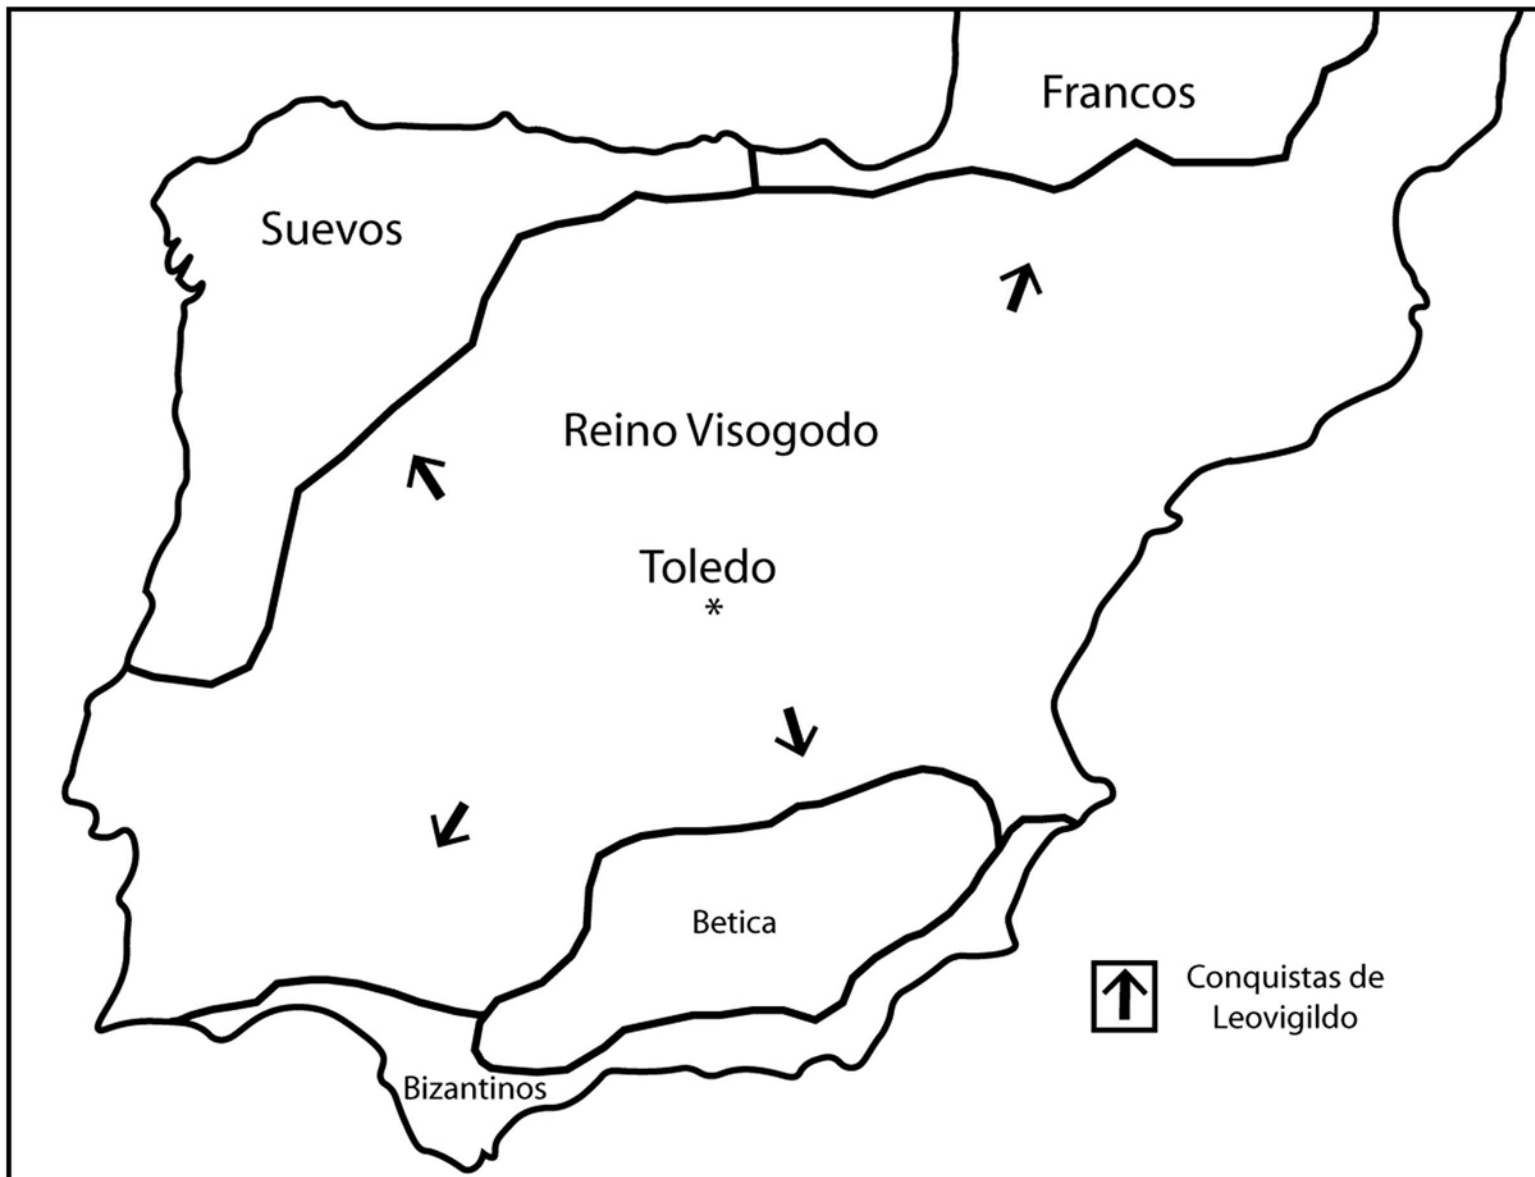 Francos
Suevos
Reino Visogodo
Toledo
*
Betica
Conquistas de
Leovigildo
Bizantinos